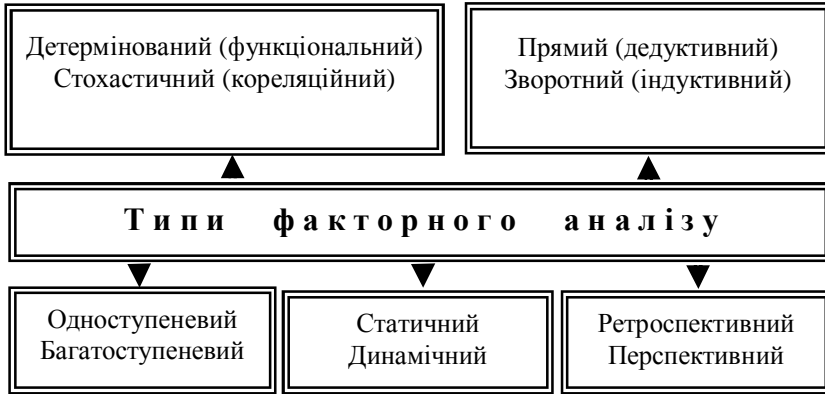 Детермінований (функціональний)
Стохастичний (кореляційний)
Прямий (дедуктивний)
Зворотний (індуктивний)
Типи факторного аналізу
Одноступеневий
Багатоступеневий
Статичний
Динамічний
Ретроспективний
Перспективний